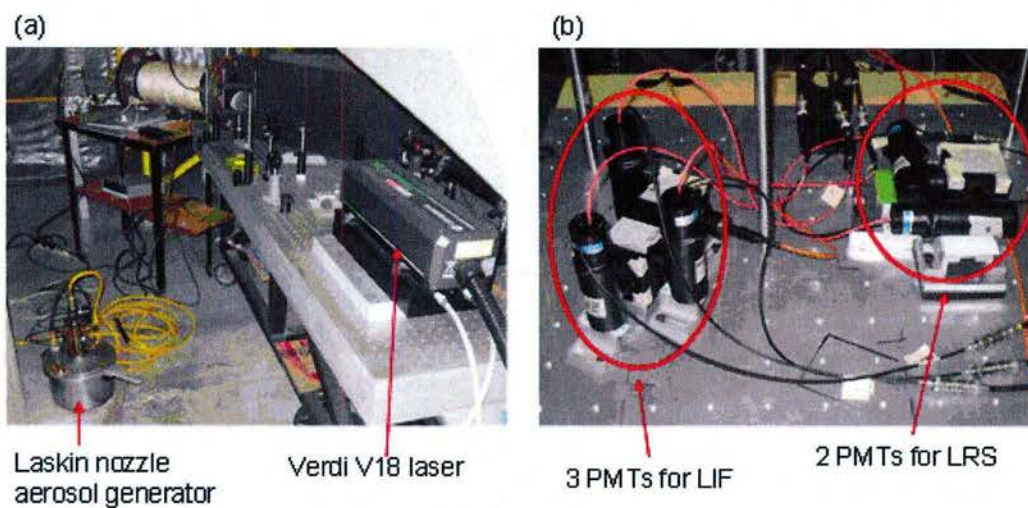 (a)
(b)
Laskin nozzle
aerosol generator
Verdi V18 laser
3 PMTs for LIF
2 PMTs for LRS